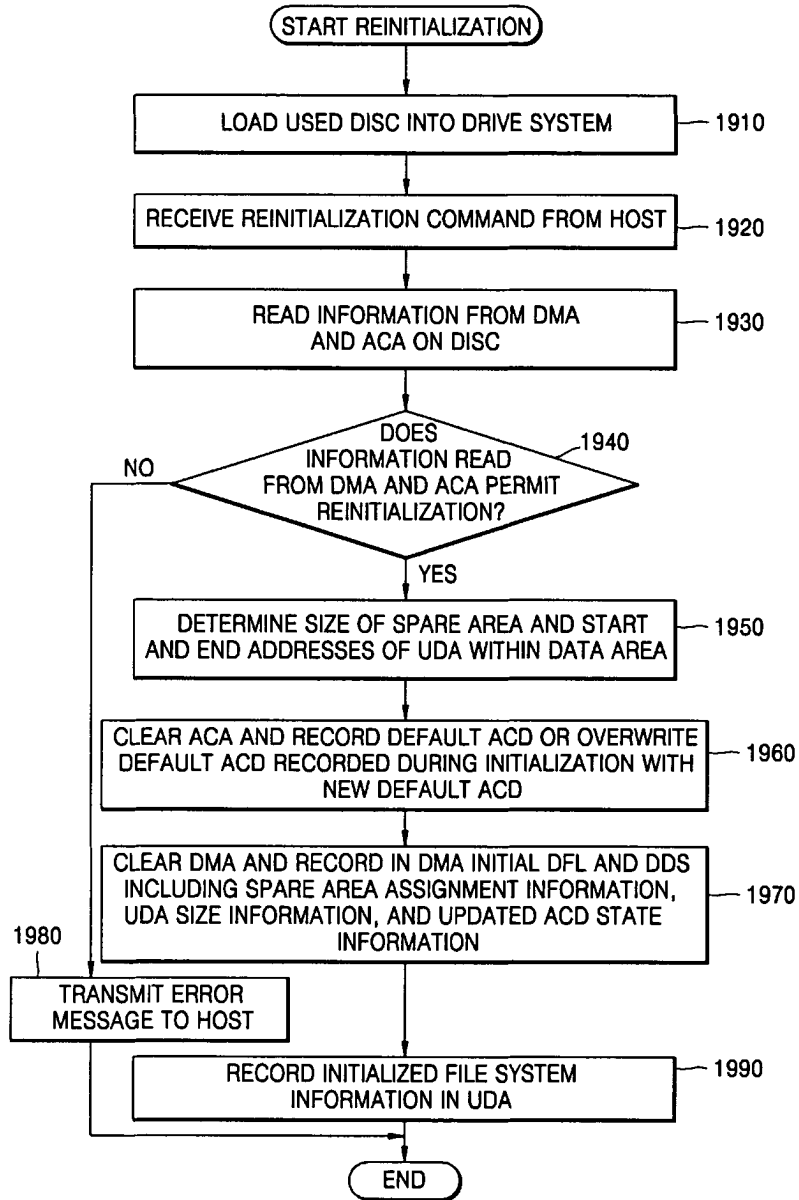 START REINITIALIZATION
LOAD USED DISC INTO DRIVE SYSTEM
1910
RECEIVE REINITIALIZATION COMMAND FROM HOST
1920
READ INFORMATION FROM DMA
AND ACA ON DISC
1930
DOES
INFORMATION READ
FROM DMA AND ACA PERMIT
REINITIALIZATION?
1940
NO
YES
DETERMINE SIZE OF SPARE AREA AND START
AND END ADDRESSES OF UDA WITHIN DATA AREA
1950
CLEAR ACA AND RECORD DEFAULT ACD OR OVERWRITE
DEFAULT ACD RECORDED DURING INITIALIZATION WITH
NEW DEFAULT ACD
1960
CLEAR DMA AND RECORD IN DMA INITIAL DFL AND DDS
INCLUDING SPARE AREA ASSIGNMENT INFORMATION,
UDA SIZE INFORMATION, AND UPDATED ACD STATE
INFORMATION
1970
1980
TRANSMIT ERROR
MESSAGE TO HOST
RECORD INITIALIZED FILE SYSTEM
INFORMATION IN UDA
1990
END